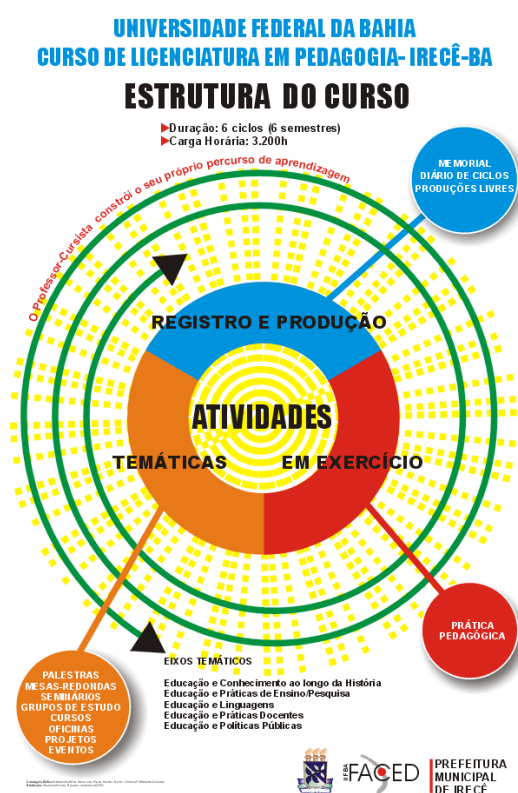 UNIVERSIDADE FEDERAL DA BAHIA
CURSO DE LICENCIATURA EM PEDAGOGIA- IRECÊ-BA
ESTRUTURA DO CURSO
Duração: 6 ciclos (6 semestres)
Carga Horária: 3.200h
O Professor-Cursista constrói o seu próprio percurso de aprendizagem
MEMORIAL
DIÁRIO DE CICLOS
PRODUÇÕES LIVRES
REGISTRO E PRODUÇÃO
ATIVIDADES
TEMÁTICAS
EM EXERCÍCIO
PRÁTICA
PEDAGÓGICA
PALESTRAS
MESAS-REDONDAS
SEMINÁRIOS
GRUPOS DE ESTUDO
CURSOS
OFICINAS
PROJETOS
EVENTOS
EIXOS TEMÁTICOS
Educação e Conhecimento ao longo da História
Educação e Práticas de Ensino/Pesquisa
Educação e Linguagens
Educação e Práticas Docentes
Educação e Políticas Públicas
UFBA
FACED
PREFEITURA
MUNICIPAL
DE IRECÊ